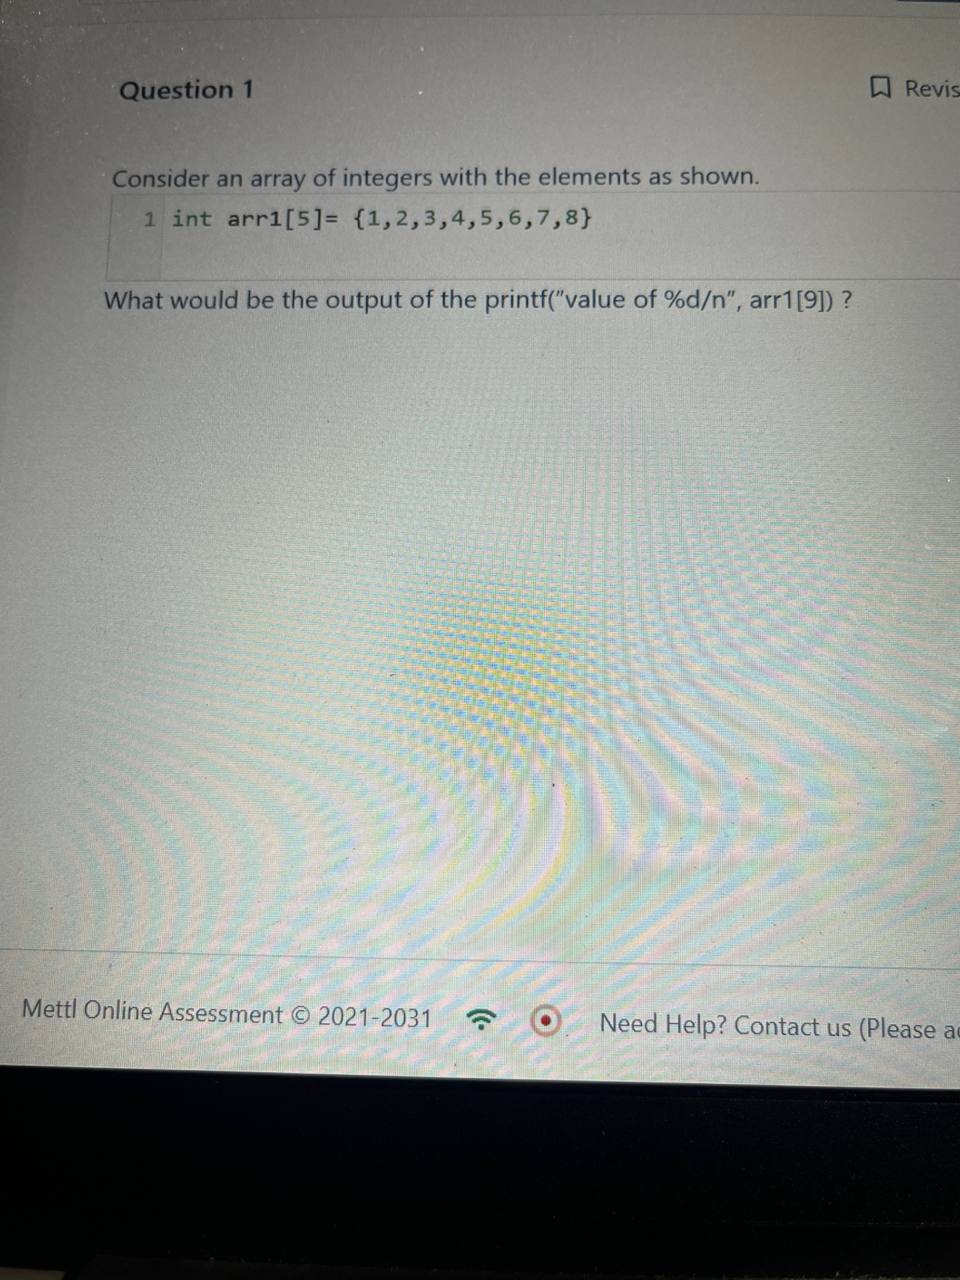 Question 1
Revis
Consider an array of integers with the elements as shown.
1 int arr1[5]= {1,2,3,4,5,6,7,8}
What would be the output of the printf("value of %d/n", arr1[9]) ?
Mettl Online Assessment © 2021-2031
Need Help? Contact us (Please a